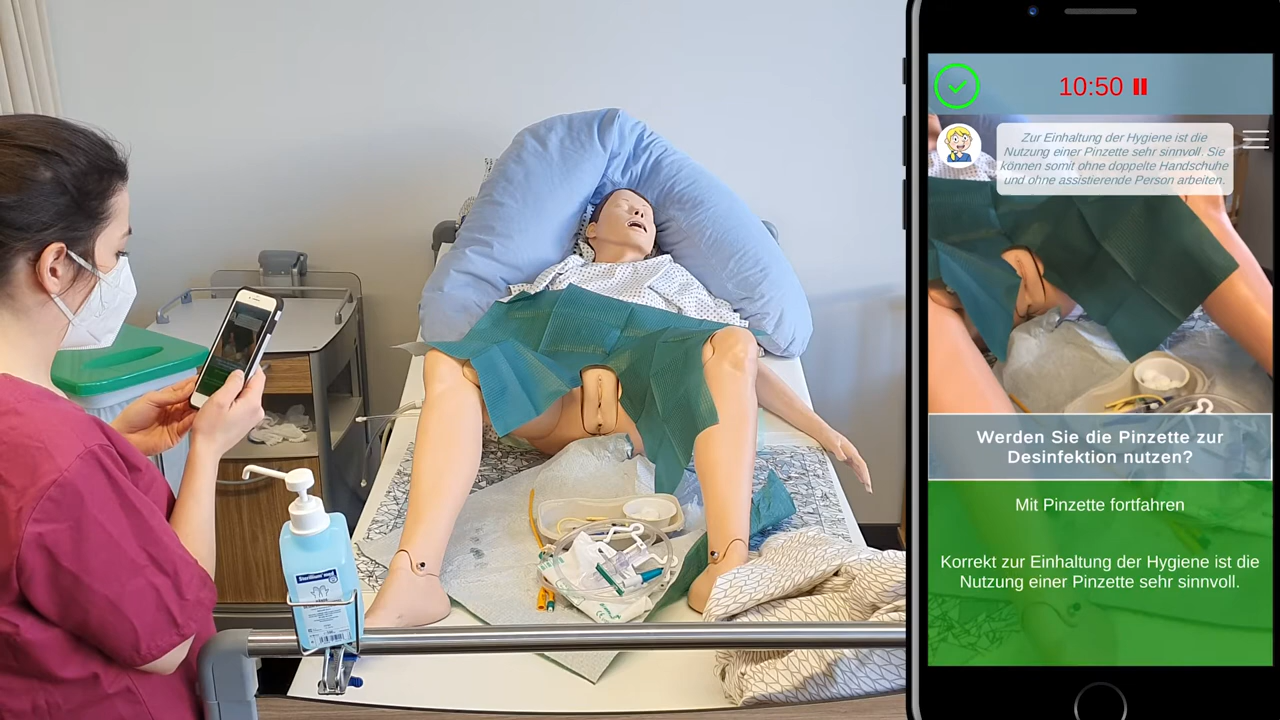 10:50
Zur Einhaltung der Hygiene ist die
Nutzung einer Pinzette sehr sinnvoll. Sie
können somit ohne doppelte Handschuhe
und ohne assistierende Person arbeiten.
Werden Sie die Pinzette zur
Desinfektion nutzen?
Mit Pinzette fortfahren
Korrekt zur Einhaltung der Hygiene ist die
Nutzung einer Pinzette sehr sinnvoll.
Sterillium med